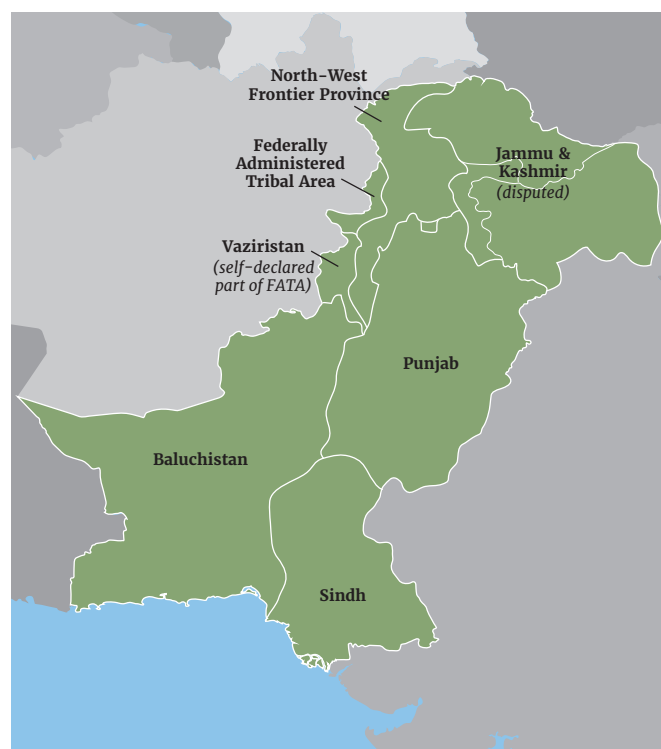 North-West
Frontier Province
Federally
Administered
Tribal Area
Jammu &
Kashmir
(disputed)
Vaziristan
(self-declared
part of FATA)
Punjab
Baluchistan
Sindh